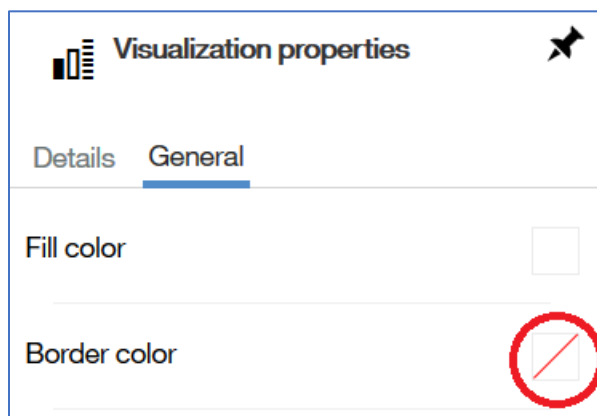 Visualization properties
Details General
Fill color
Border color